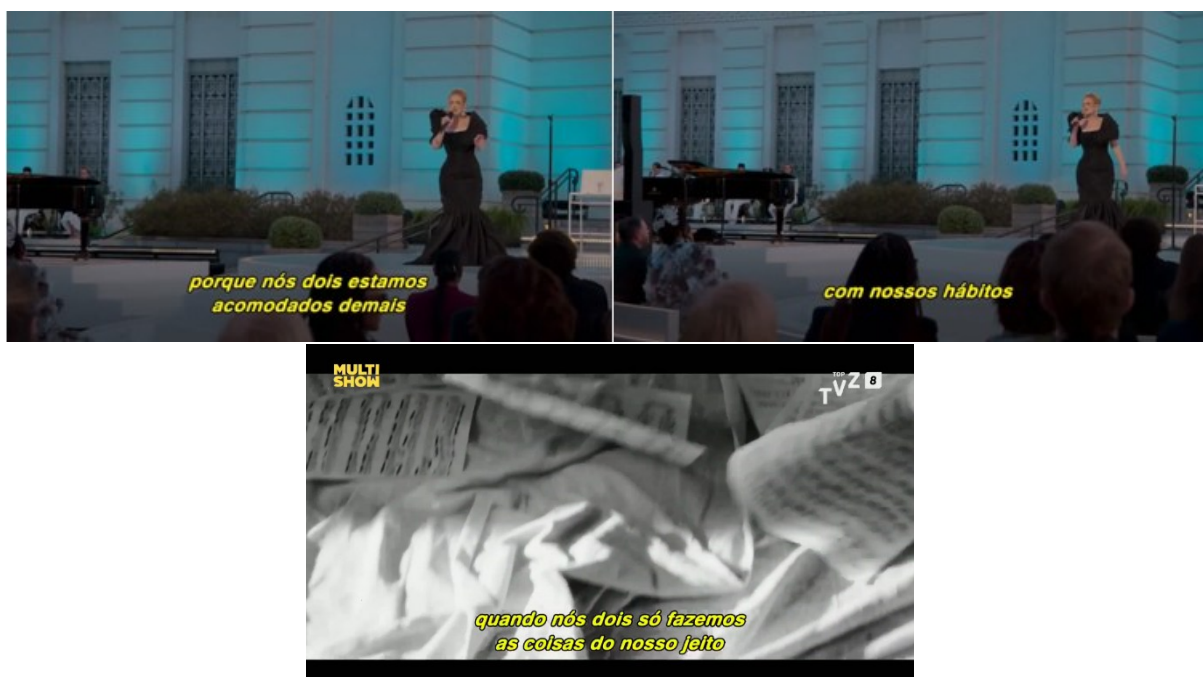 porque nós dois estamos
acomodados demais
com nossos hábitos
MULTI
SHOW
TOP
TVZ 8
quando nós dois só fazemos
as coisas do nosso jeito